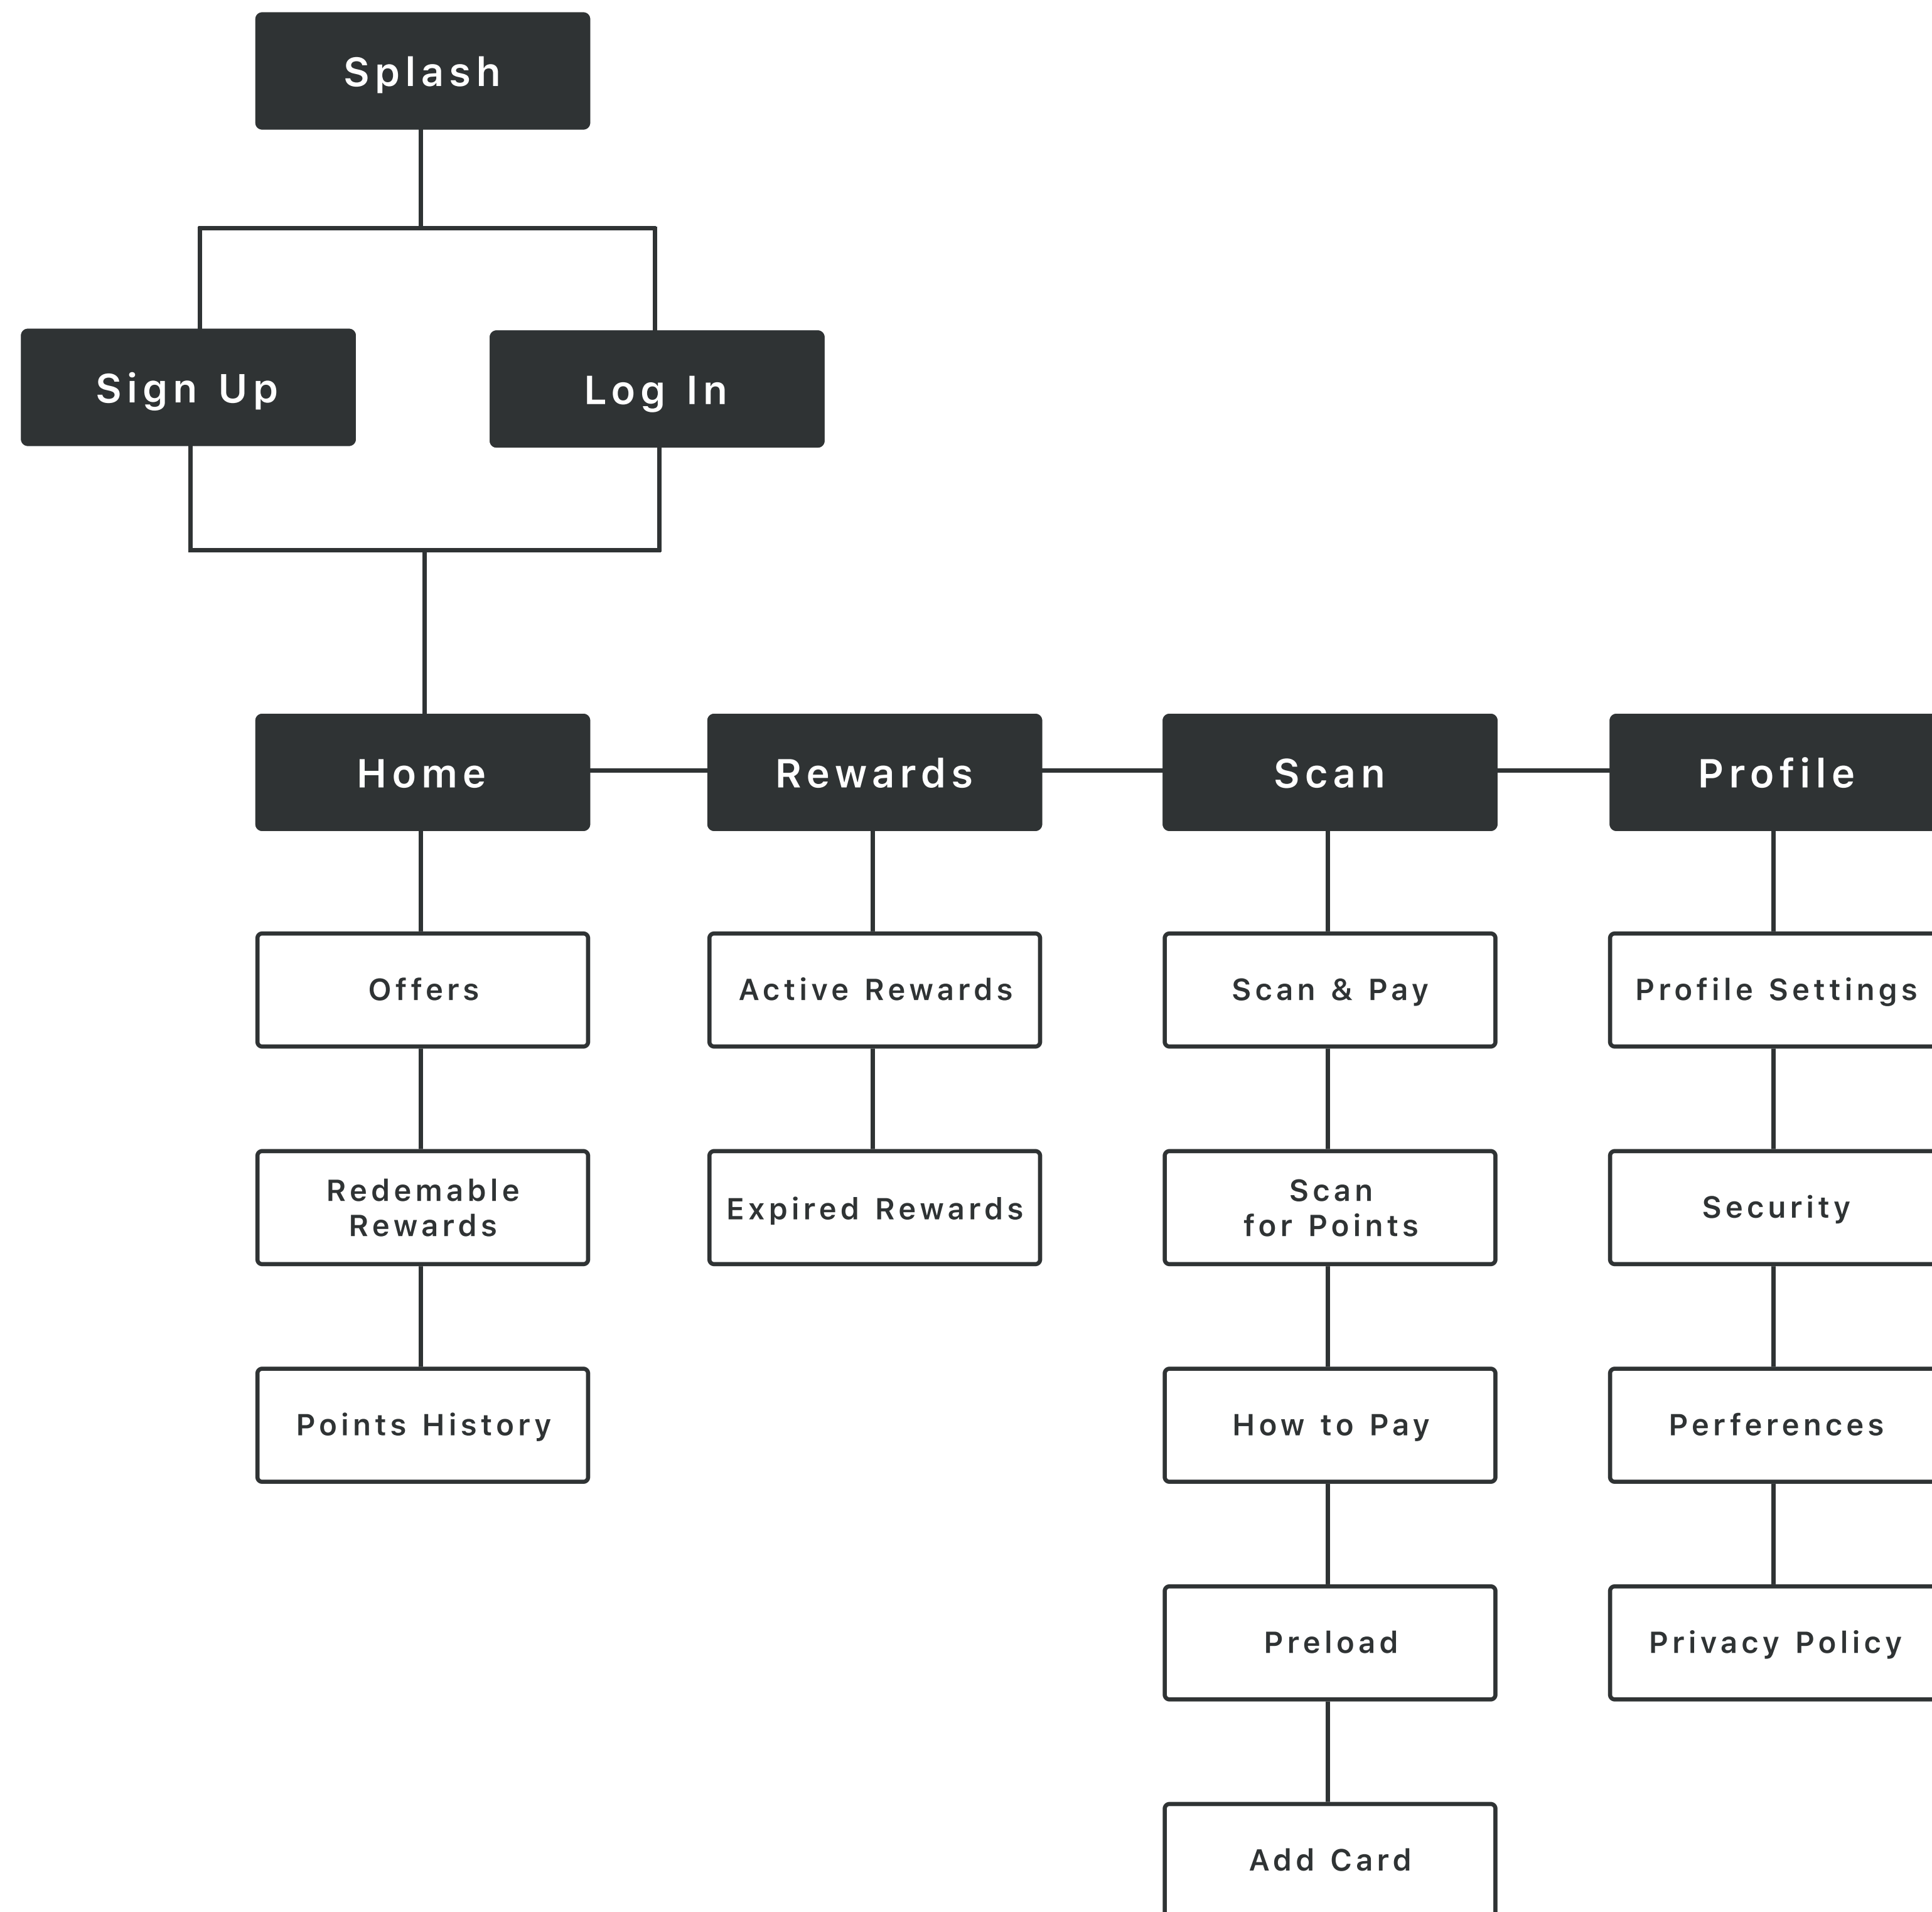 Splash
Sign Up
Log In
Home
Rewards
Scan
Profile
Offers
Active Rewards
Scan & Pay
Profile Settings
Redemable
Rewards
Expired Rewards
Scan
for Points
Security
Points History
How to Pay
Perferences
Preload
Privacy Policy
Add Card